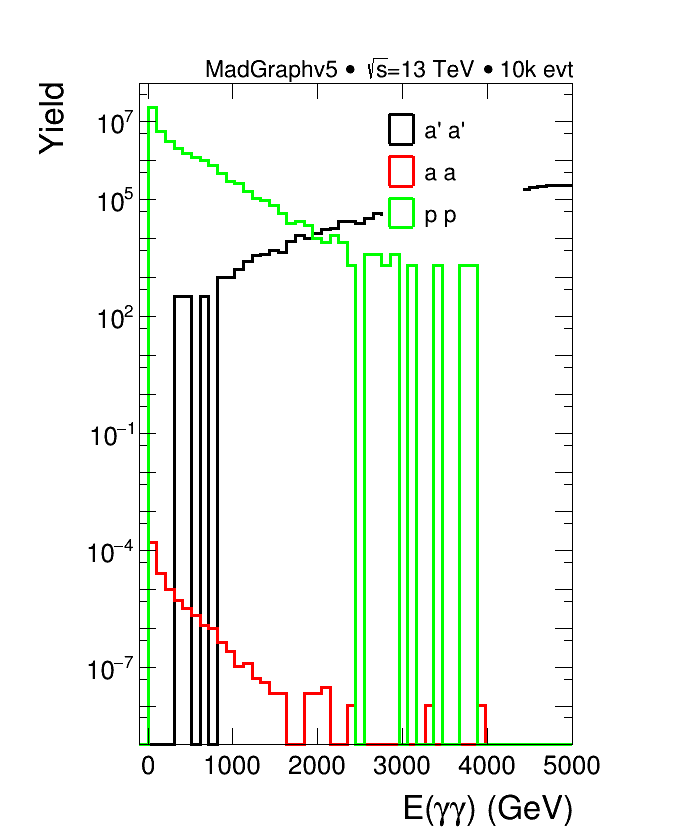 MadGraphv5 • √s=13 TeV • 10k evt
Yield
10⁷
10⁵
10²
10⁻¹
10⁻⁴
10⁻⁷
a' a'
a a
p p
0 1000 2000 3000 4000 5000
E(γγ) (GeV)